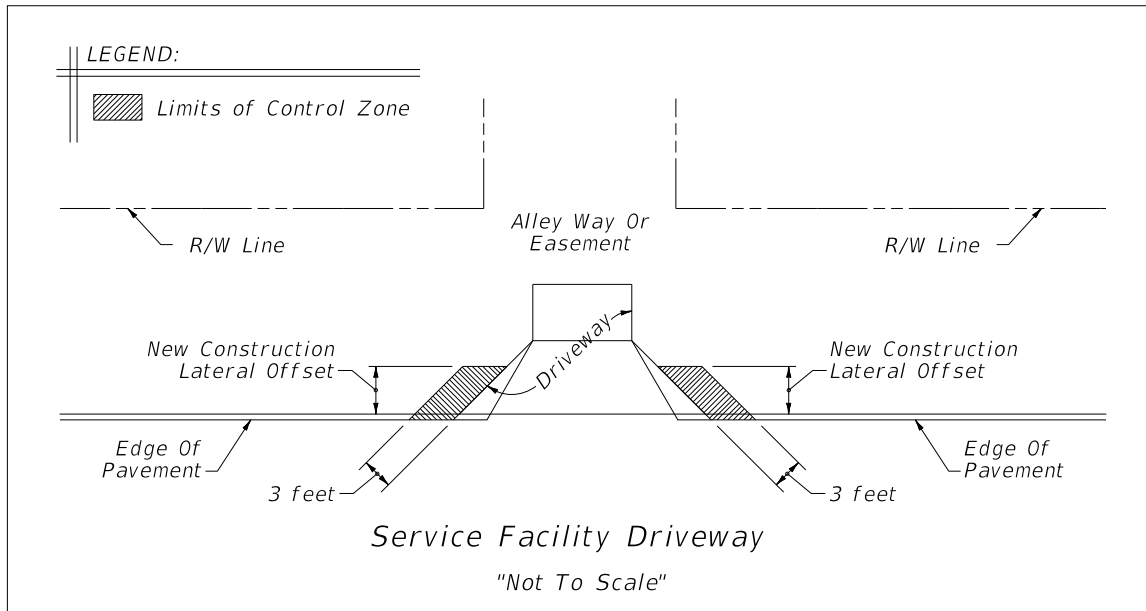 LEGEND:
Limits of Control Zone
Alley Way Or
Easement
R/W Line
R/W Line
New Construction
Lateral Offset
Driveway
New Construction
Lateral Offset
Edge Of
Pavement
Edge Of
Pavement
3 feet
3 feet
Service Facility Driveway
"Not To Scale"